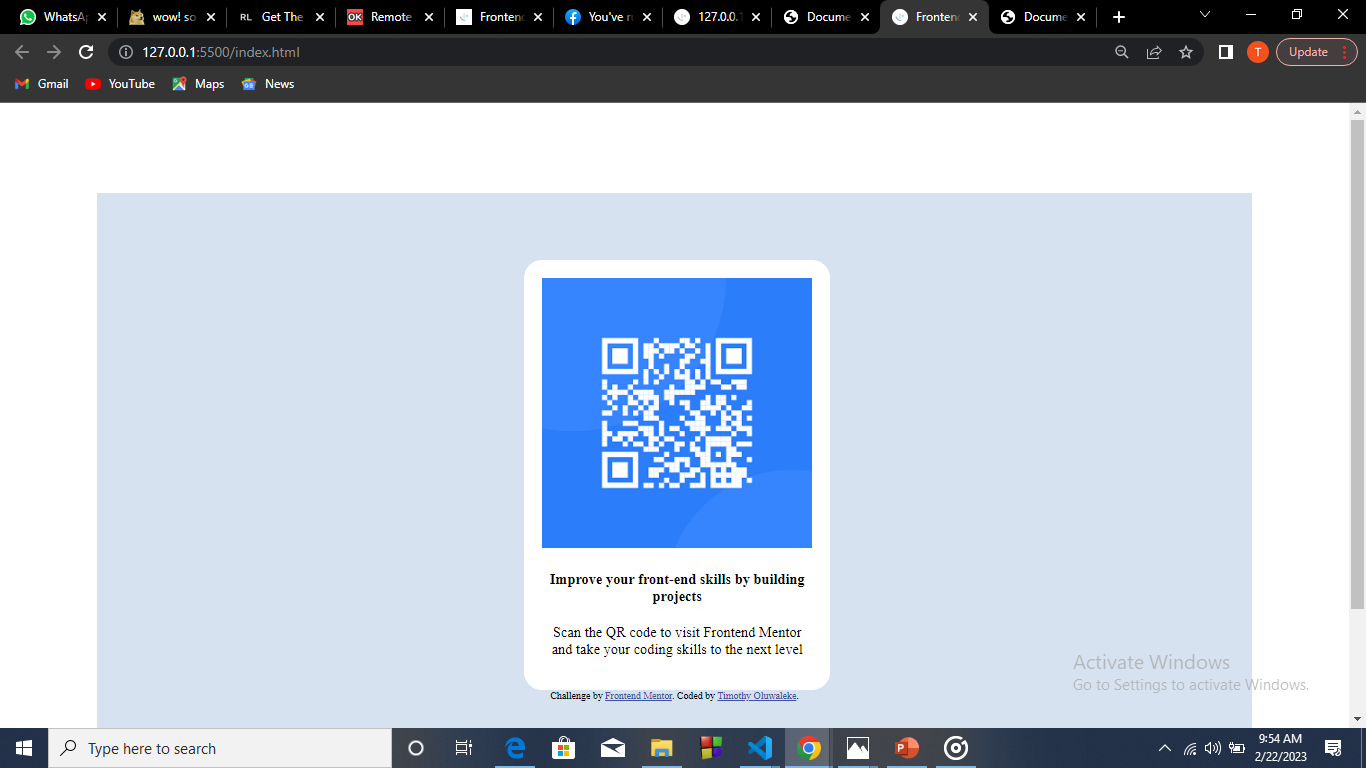 WhatsAp
wow! so
RL Get The
OK Remote
Frontend
You've ru
127.0.0.1
Docume
Frontend
Docume
127.0.0.1:5500/index.html
T
Update
Gmail
YouTube
Maps
News
Improve your front-end skills by building
projects
Scan the QR code to visit Frontend Mentor
and take your coding skills to the next level
Challenge by Frontend Mentor. Coded by Timothy Oluwaleke.
Activate Windows
Go to Settings to activate Windows.
Type here to search
9:54 AM
2/22/2023